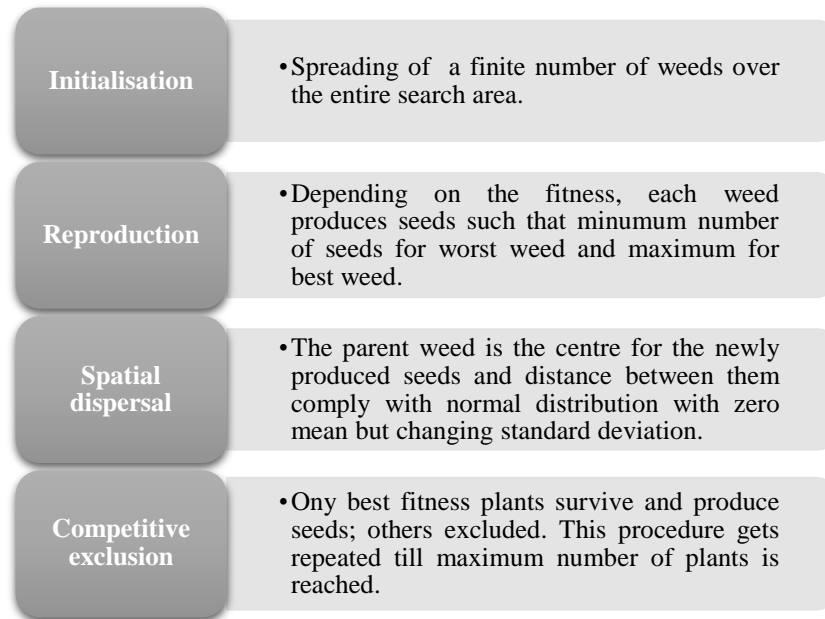 Initialisation
•Spreading of a finite number of weeds over
the entire search area.
Reproduction
•Depending on the fitness, each weed
produces seeds such that minumum number
of seeds for worst weed and maximum for
best weed.
Spatial
dispersal
•The parent weed is the centre for the newly
produced seeds and distance between them
comply with normal distribution with zero
mean but changing standard deviation.
Competitive
exclusion
•Ony best fitness plants survive and produce
seeds; others excluded. This procedure gets
repeated till maximum number of plants is
reached.